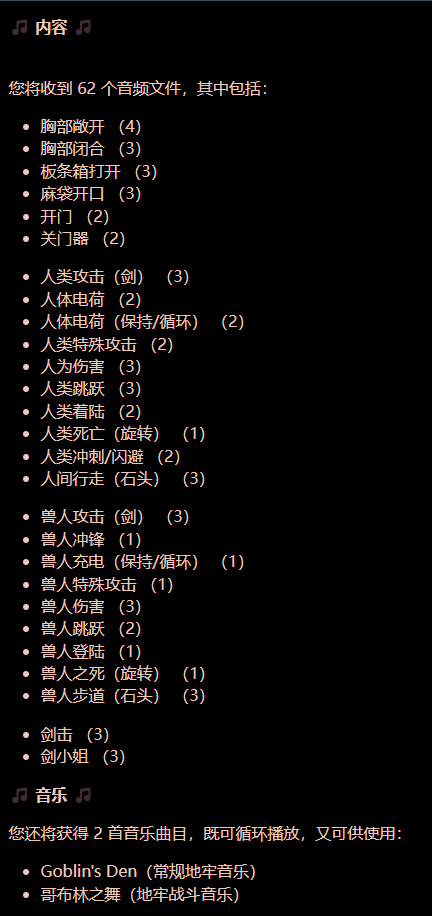 🎵 内容 🎵
您将收到 62 个音频文件，其中包括：
• 胸部敞开 （4）
• 胸部闭合 （3）
• 板条箱打开 （3）
• 麻袋开口 （3）
• 开门 （2）
• 关门器 （2）
• 人类攻击（剑） （3）
• 人体电荷 （2）
• 人体电荷（保持/循环） （2）
• 人类特殊攻击 （2）
• 人为伤害 （3）
• 人类跳跃 （3）
• 人类着陆 （2）
• 人类死亡（旋转） （1）
• 人类冲刺/闪避 （2）
• 人间行走（石头） （3）
• 兽人攻击（剑） （3）
• 兽人冲锋 （1）
• 兽人充电（保持/循环） （1）
• 兽人特殊攻击 （1）
• 兽人伤害 （3）
• 兽人跳跃 （2）
• 兽人登陆 （1）
• 兽人之死（旋转） （1）
• 兽人步道（石头） （3）
• 剑击 （3）
• 剑小姐 （3）
🎵 音乐 🎵
您还将获得 2 首音乐曲目，既可循环播放，又可供使用：
• Goblin's Den（常规地牢音乐）
• 哥布林之舞（地牢战斗音乐）